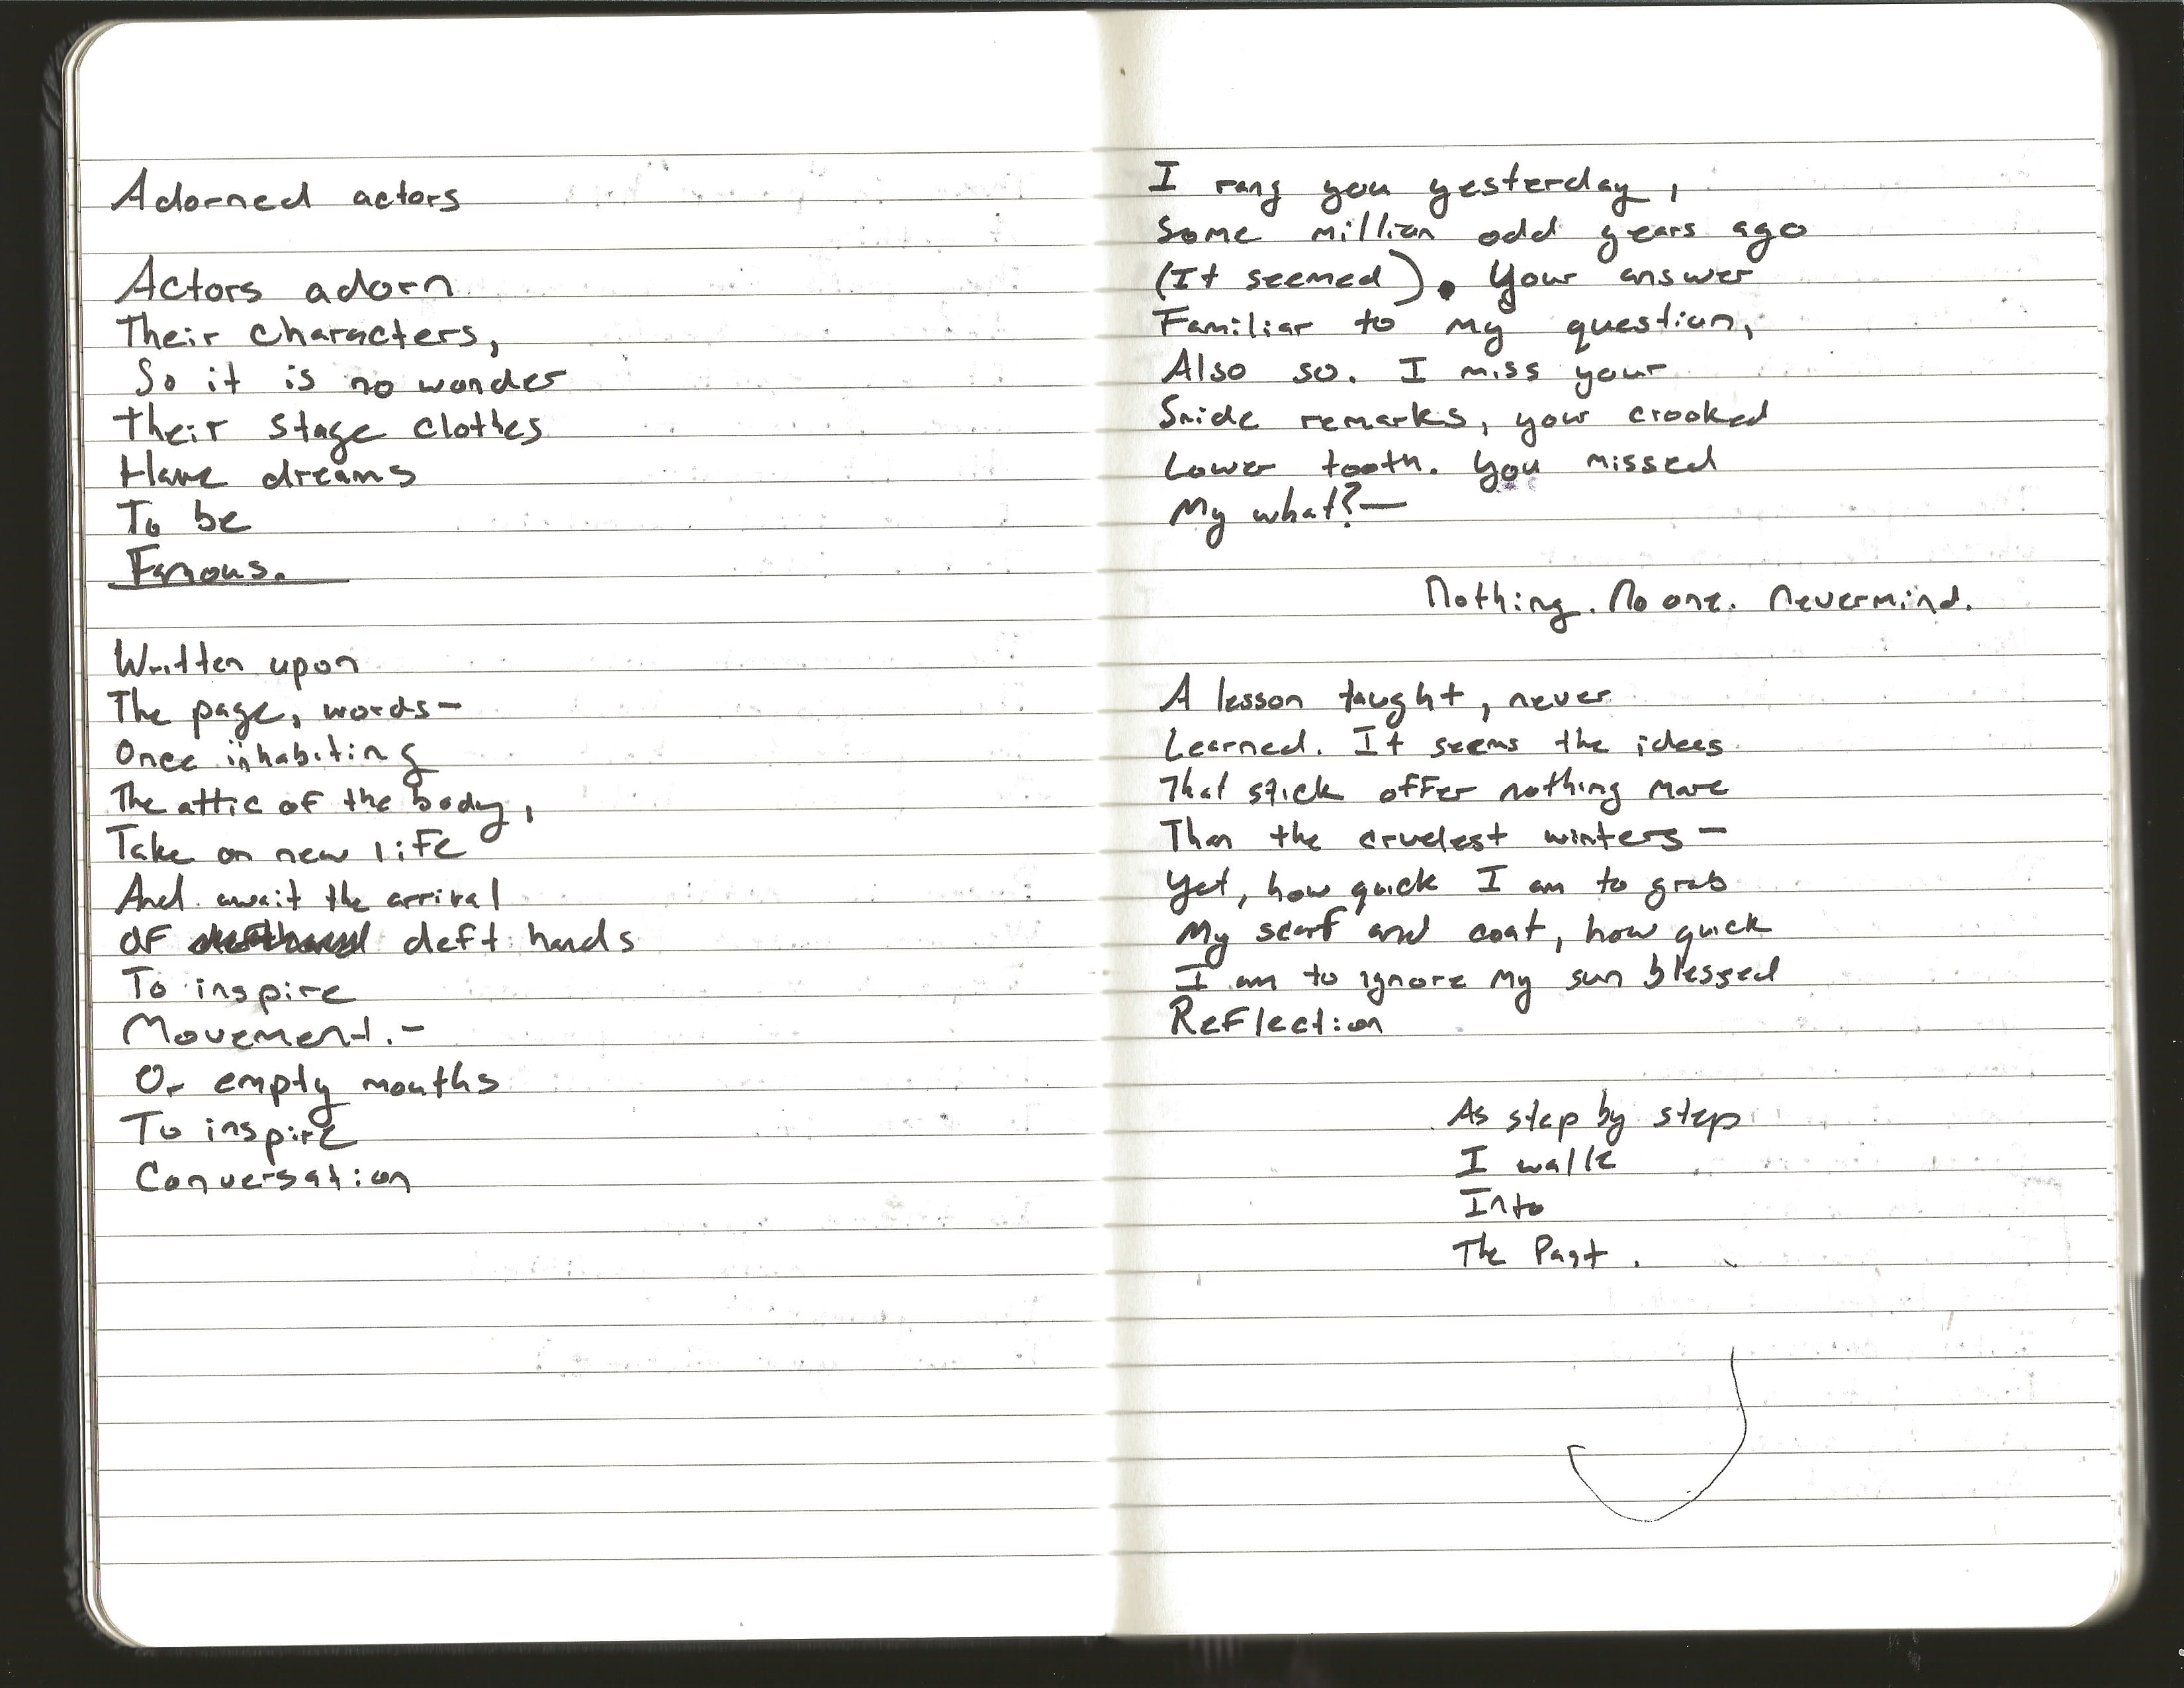 Adorned actors
Actors adorn
Their characters,
So it is no wonder
Their stage clothes
Have dreams
To be
Famous.
Written upon
The page, words—
Once inhabiting
The attic of the body,
Take on new life
And await the arrival
Of deft hands
To inspire
Movement.—
Or empty mouths
To inspire
Conversation
I rang you yesterday,
Some million odd years ago
(It seemed). Your answer
Familiar to my question,
Also so. I miss your
Snide remarks, your crooked
Lower tooth. You missed
My what?—
Nothing. No one. Nevermind.
A lesson taught, never
Learned. It seems the ideas
That stick offer nothing more
Than the cruelest winters—
Yet, how quick I am to grab
My scarf and coat, how quick
I am to ignore my sun blessed
Reflection
As step by step
I walk
Into
The Past.